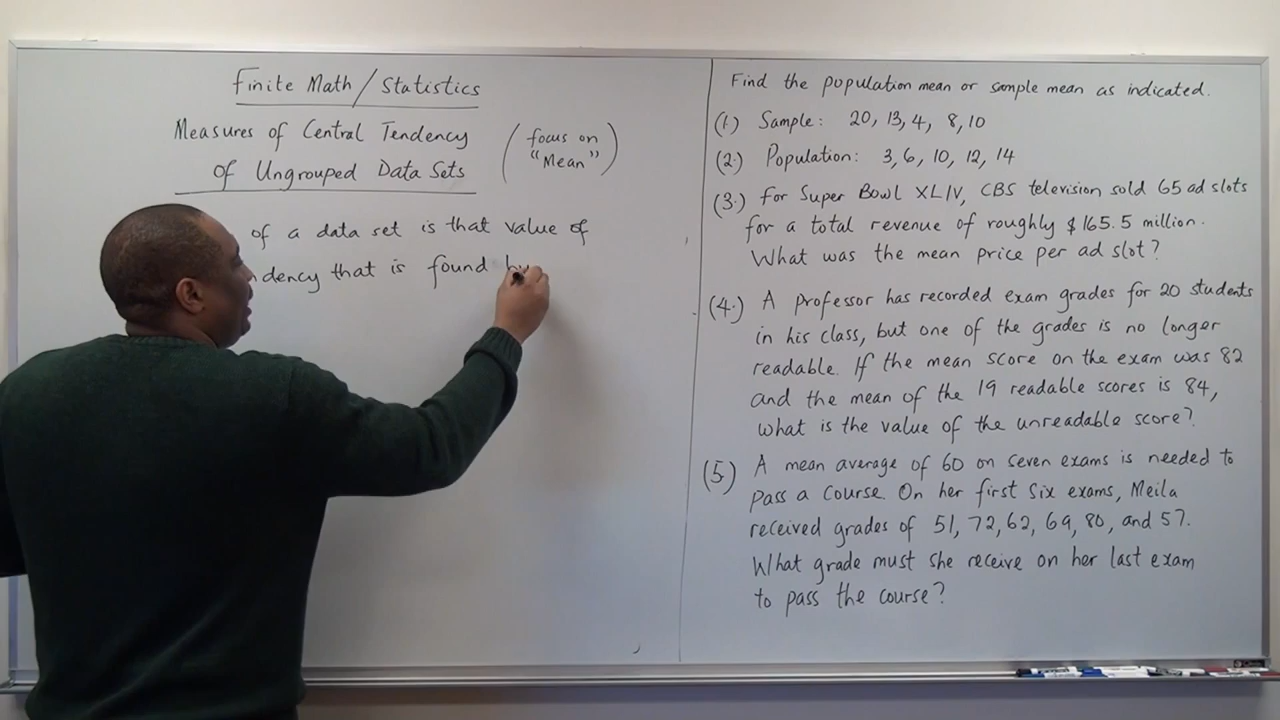 Finite Math / Statistics
Measures of Central Tendency
of Ungrouped Data Sets
(focus on
"Mean")
of a data set is that value of
ndency that is found
Find the population mean or sample mean as indicated.
(1.) Sample: 20, 13, 4, 8, 10
(2.) Population: 3, 6, 10, 12, 14
(3.) For Super Bowl XLIV, CBS television sold 65 ad slots
for a total revenue of roughly $165.5 million.
What was the mean price per ad slot?
(4.) A professor has recorded exam grades for 20 students
in his class, but one of the grades is no longer
readable. If the mean score on the exam was 82
and the mean of the 19 readable scores is 84,
what is the value of the unreadable score?
(5) A mean average of 60 on seven exams is needed to
pass a course. On her first six exams, Meila
received grades of 51, 72, 62, 69, 80, and 57.
What grade must she receive on her last exam
to pass the course?